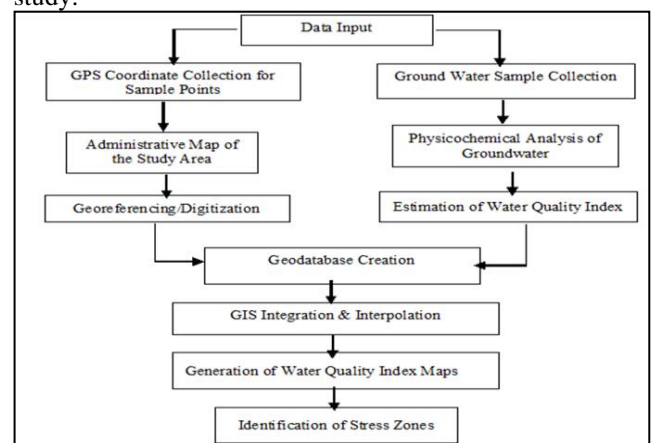 study.
Data Input
GPS Coordinate Collection for
Sample Points
Ground Water Sample Collection
Administrative Map of
the Study Area
Physicochemical Analysis of
Groundwater
Georeferencing/Digitization
Estimation of Water Quality Index
Geodatabase Creation
GIS Integration & Interpolation
Generation of Water Quality Index Maps
Identification of Stress Zones